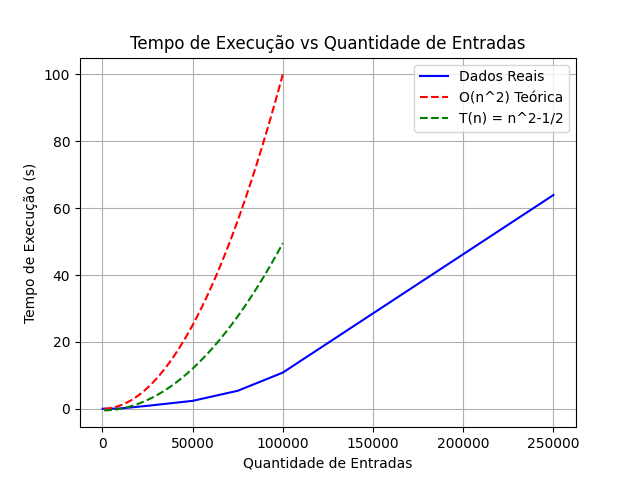 Tempo de Execução vs Quantidade de Entradas
Dados Reais
O(n^2) Teórica
T(n) = n^2-1/2
Tempo de Execução (s)
100
80
60
40
20
0
0
50000
100000
150000
200000
250000
Quantidade de Entradas